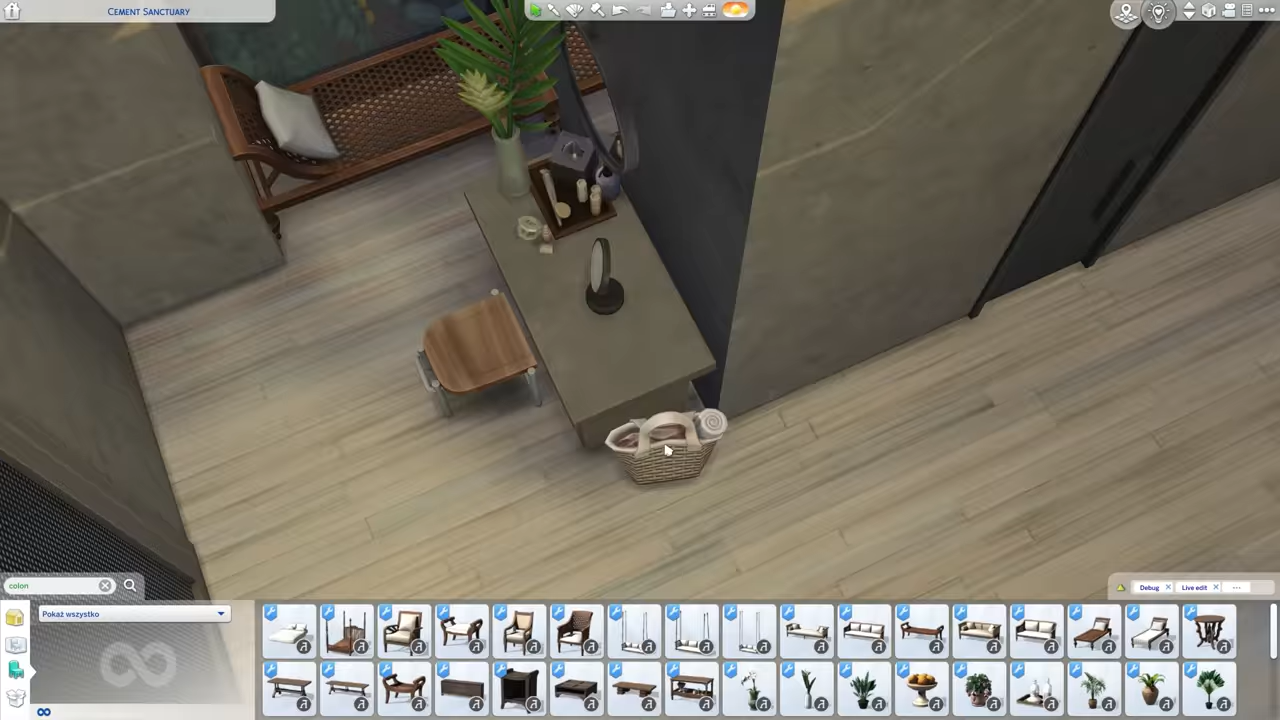 CEMENT SANCTUARY
colon
Debug
Live edit
Pokaż wszystko